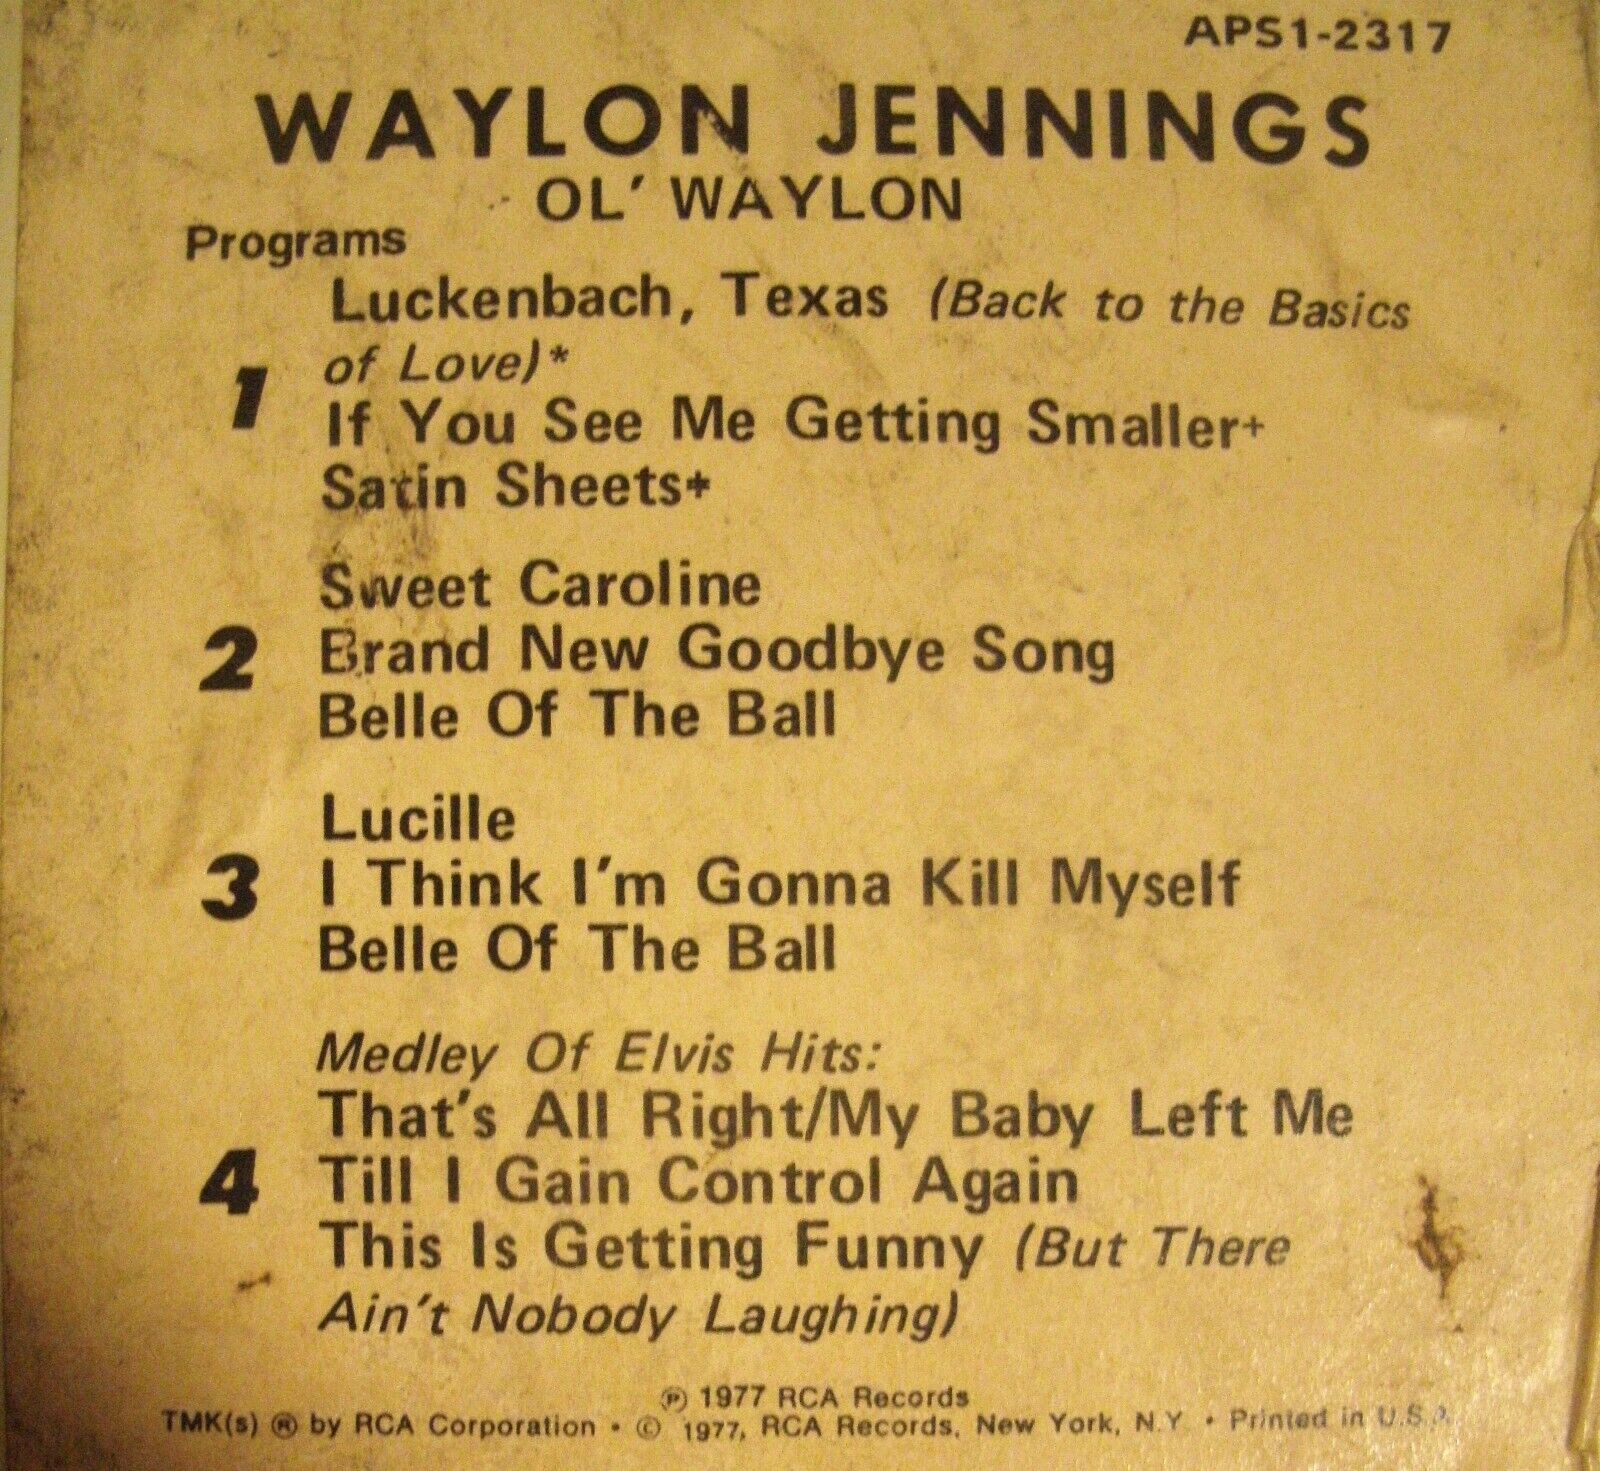 APS1-2317
WAYLON JENNINGS
OL' WAYLON
Programs
Luckenbach, Texas (Back to the Basics
of Love)*
1
If You See Me Getting Smaller+
Satin Sheets+
Sweet Caroline
2 Brand New Goodbye Song
Belle Of The Ball
Lucille
3 I Think I'm Gonna Kill Myself
Belle Of The Ball
Medley Of Elvis Hits:
That's All Right/My Baby Left Me
4 Till I Gain Control Again
This Is Getting Funny (But There
Ain't Nobody Laughing)
℗ 1977 RCA Records
TMK(s) ® by RCA Corporation • © 1977, RCA Records, New York, N.Y • Printed in U.S.A.